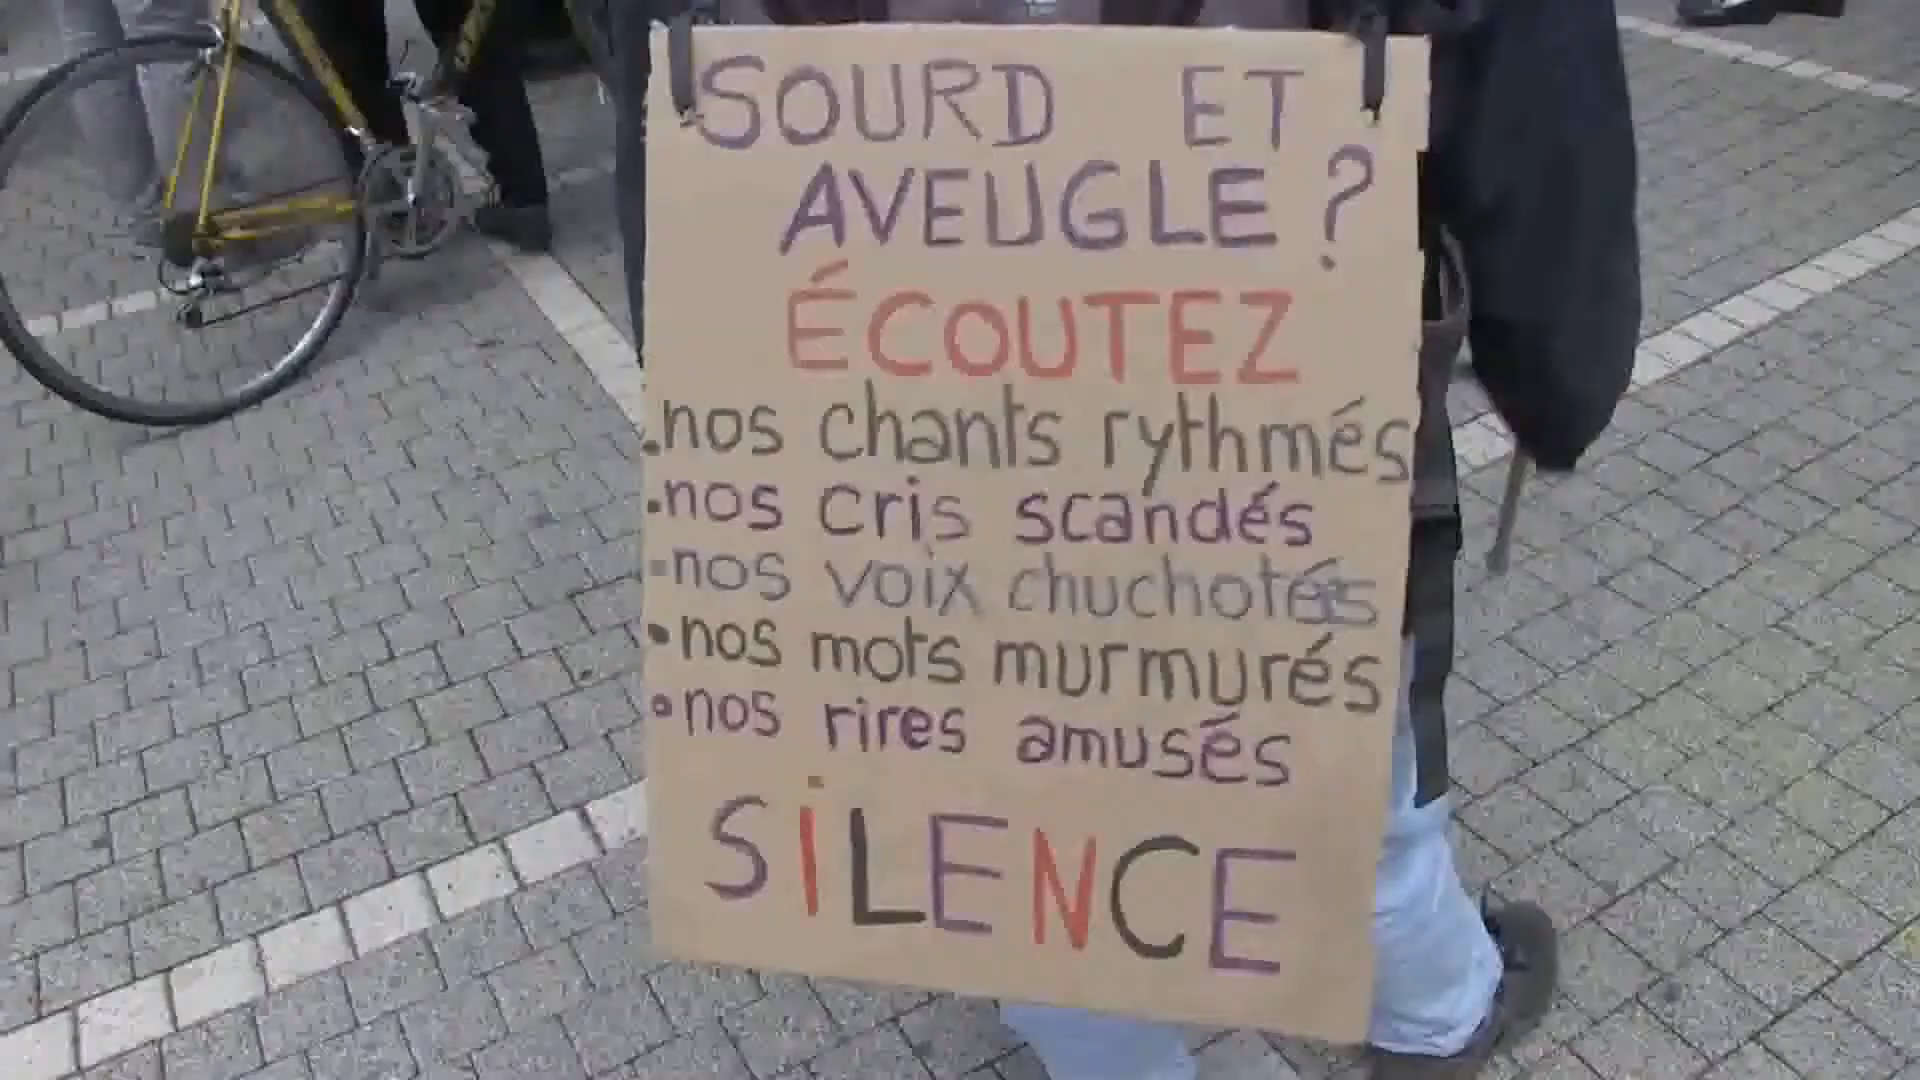 SOURD ET
AVEUGLE ?
ÉCOUTEZ
.nos chants rythmés
.nos cris scandés
-nos voix chuchotées
•nos mots murmurés
•nos rires amusés
SiLENCE